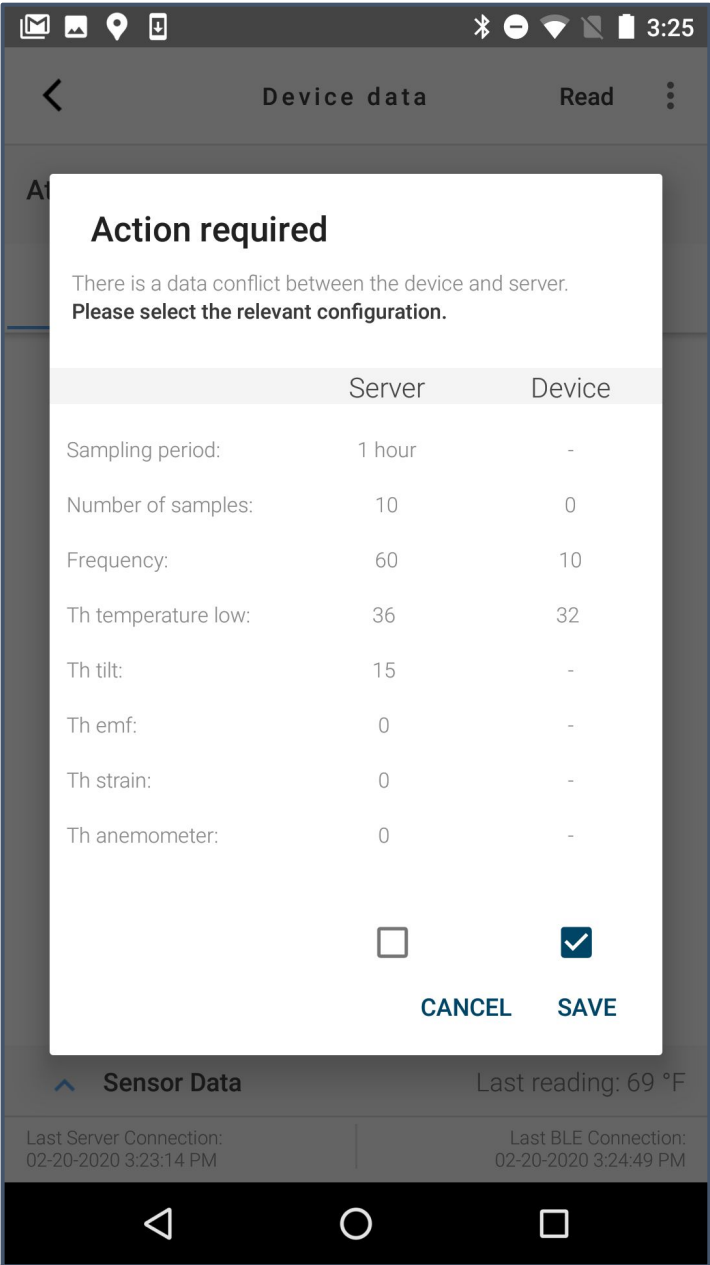 3:25
Device data Read
At
Action required
There is a data conflict between the device and server.
Please select the relevant configuration.
Server Device
Sampling period: 1 hour -
Number of samples: 10 0
Frequency: 60 10
Th temperature low: 36 32
Th tilt: 15 -
Th emf: 0 -
Th strain: 0 -
Th anemometer: 0 -
CANCEL SAVE
Sensor Data Last reading: 69 °F
Last Server Connection: Last BLE Connection:
02-20-2020 3:23:14 PM 02-20-2020 3:24:49 PM